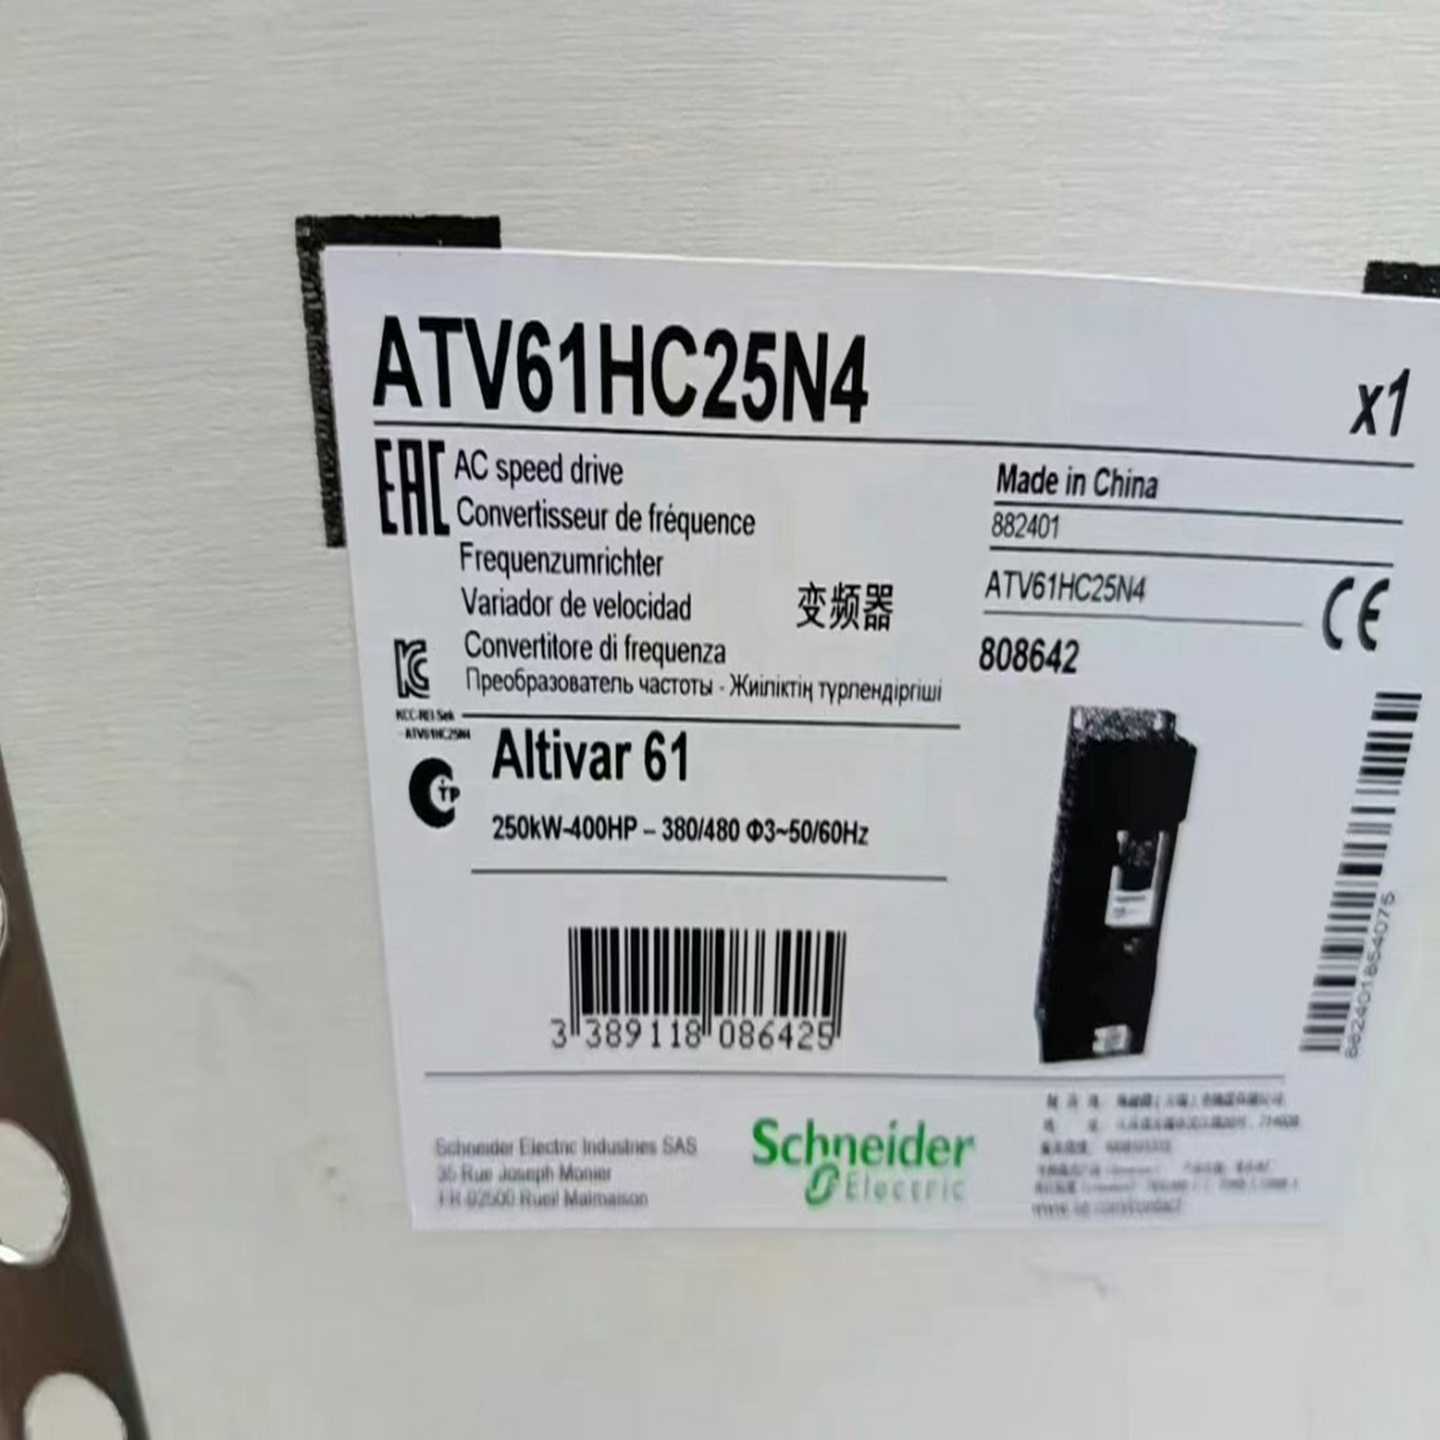 ATV61HC25N4
x1
EAC
AC speed drive
Convertisseur de fréquence
Frequenzumrichter
Variador de velocidad
变频器
Convertitore di frequenza
Преобразователь частоты - Жиіліктің түрлендіргіші
Made in China
882401
ATV61HC25N4
CE
808642
ATV61HC25N4
Altivar 61
250kW-400HP – 380/480 Φ3~50/60Hz
3 389118 086425
Schneider Electric Industries SAS
35 Rue Joseph Monier
FR-92500 Rueil Malmaison
Schneider
Electric